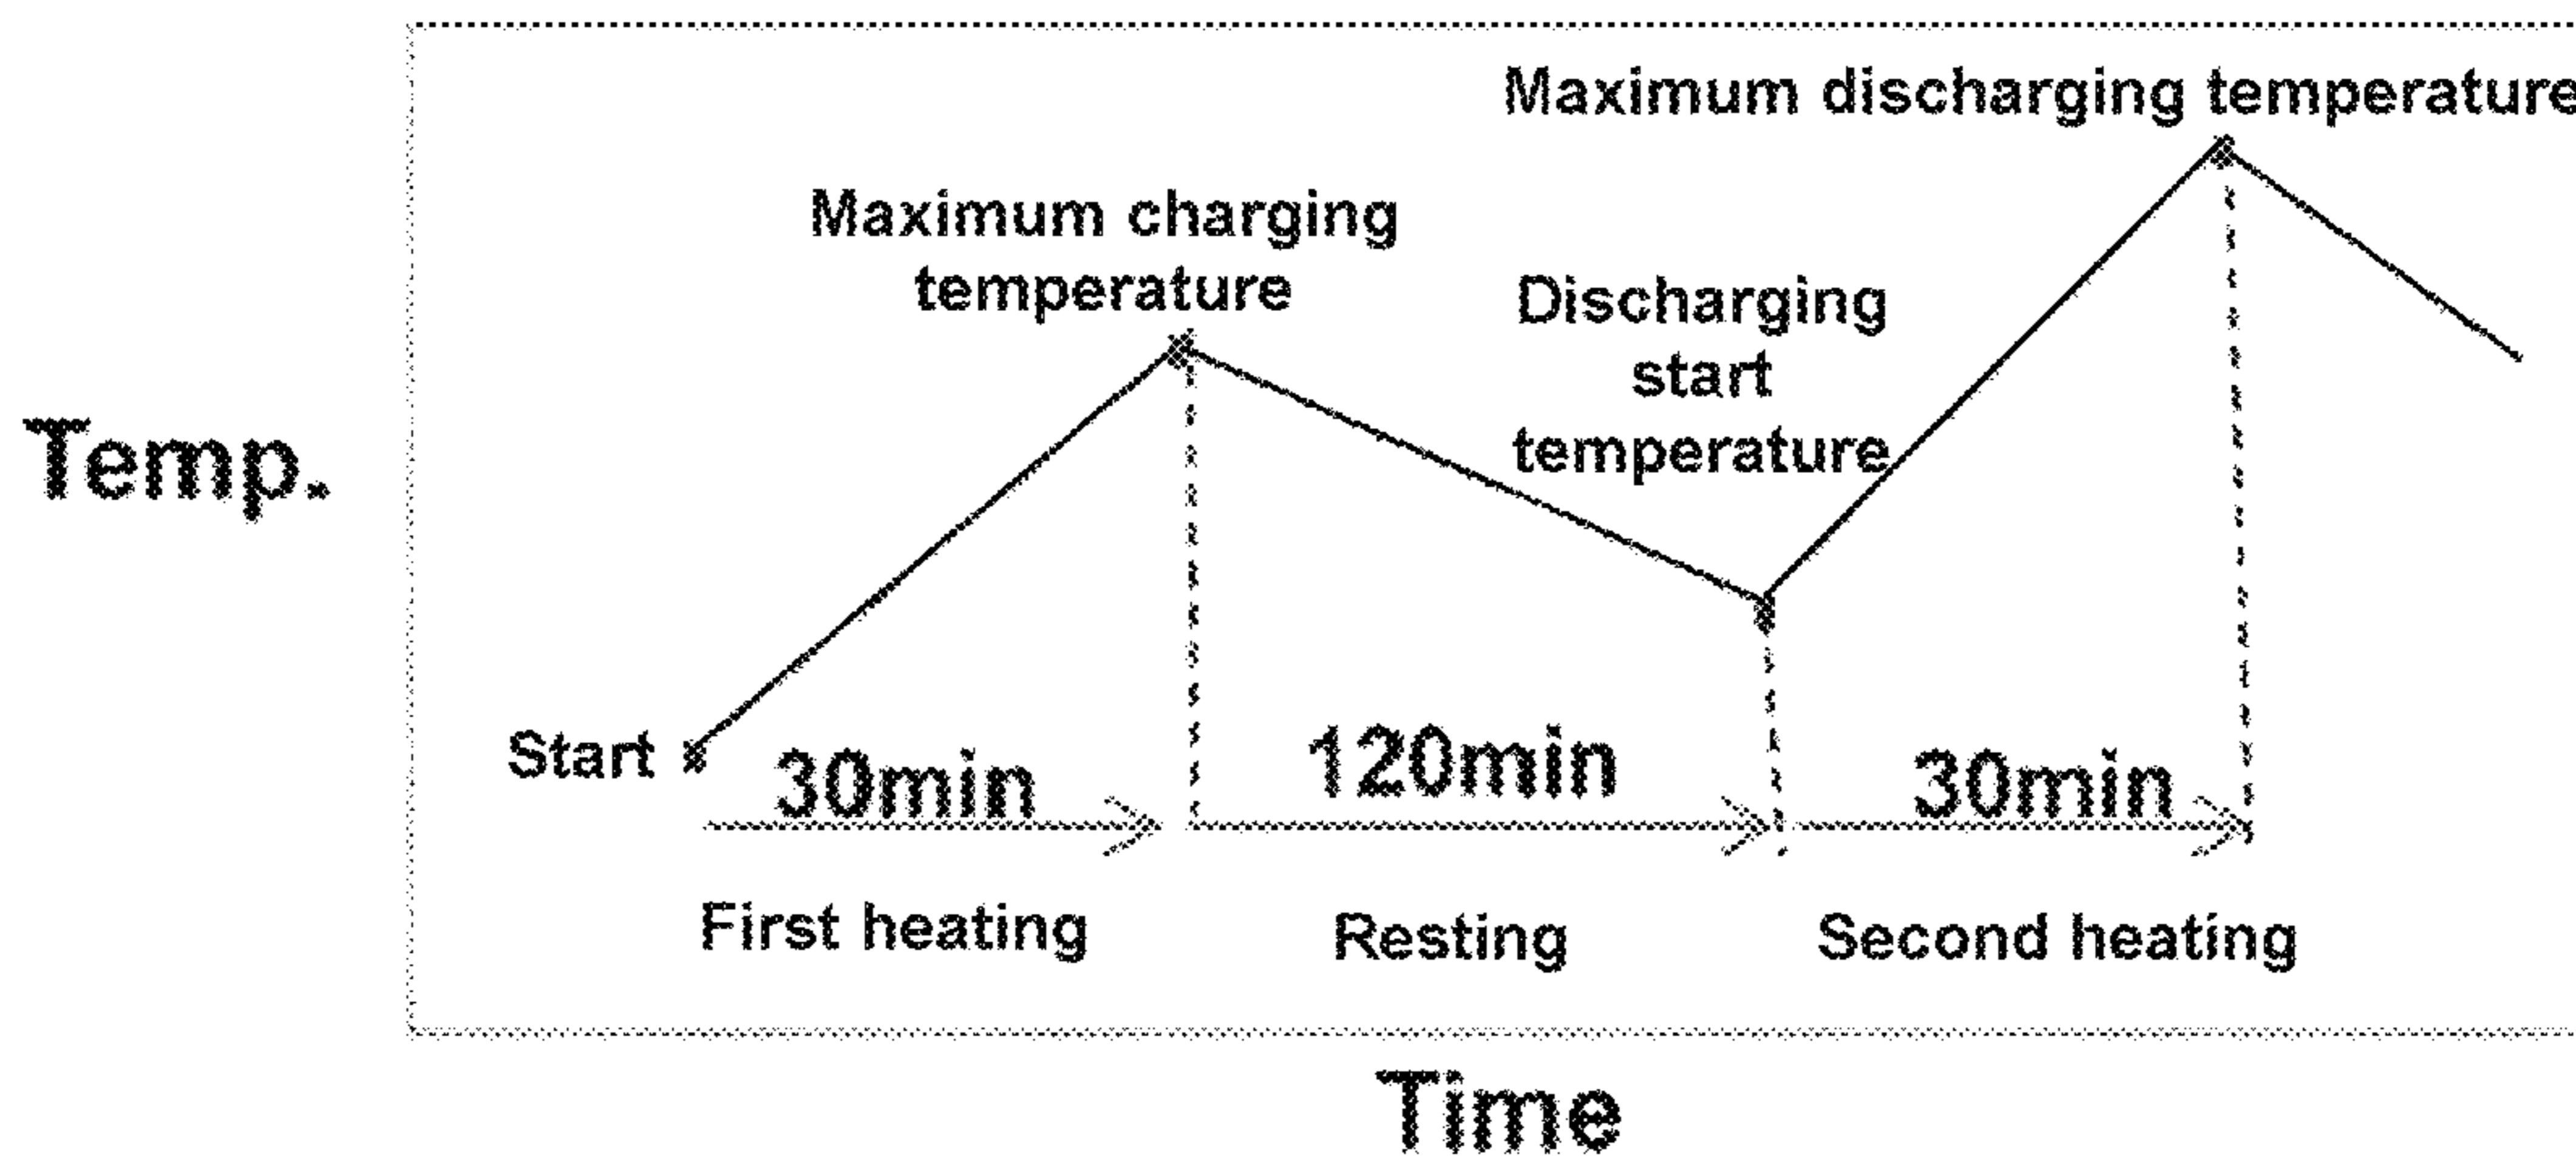 Maximum discharging temperature
Maximum charging
temperature
Discharging
start
temperature
Temp.
Start
30min
120min
30min
First heating
Resting
Second heating
Time